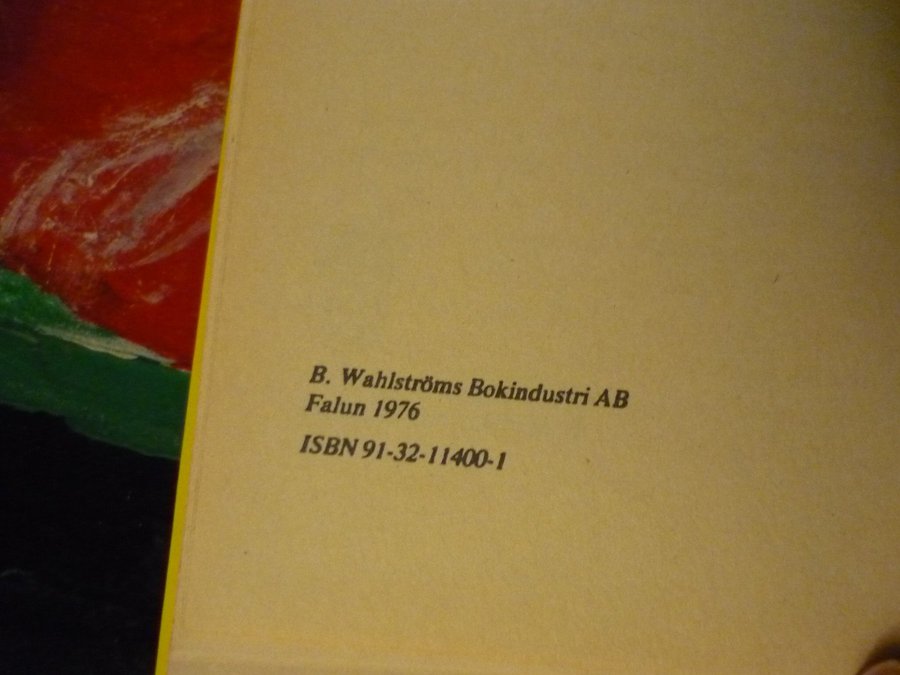 B. Wahlströms Bokindustri AB
Falun 1976
ISBN 91-32-11400-1